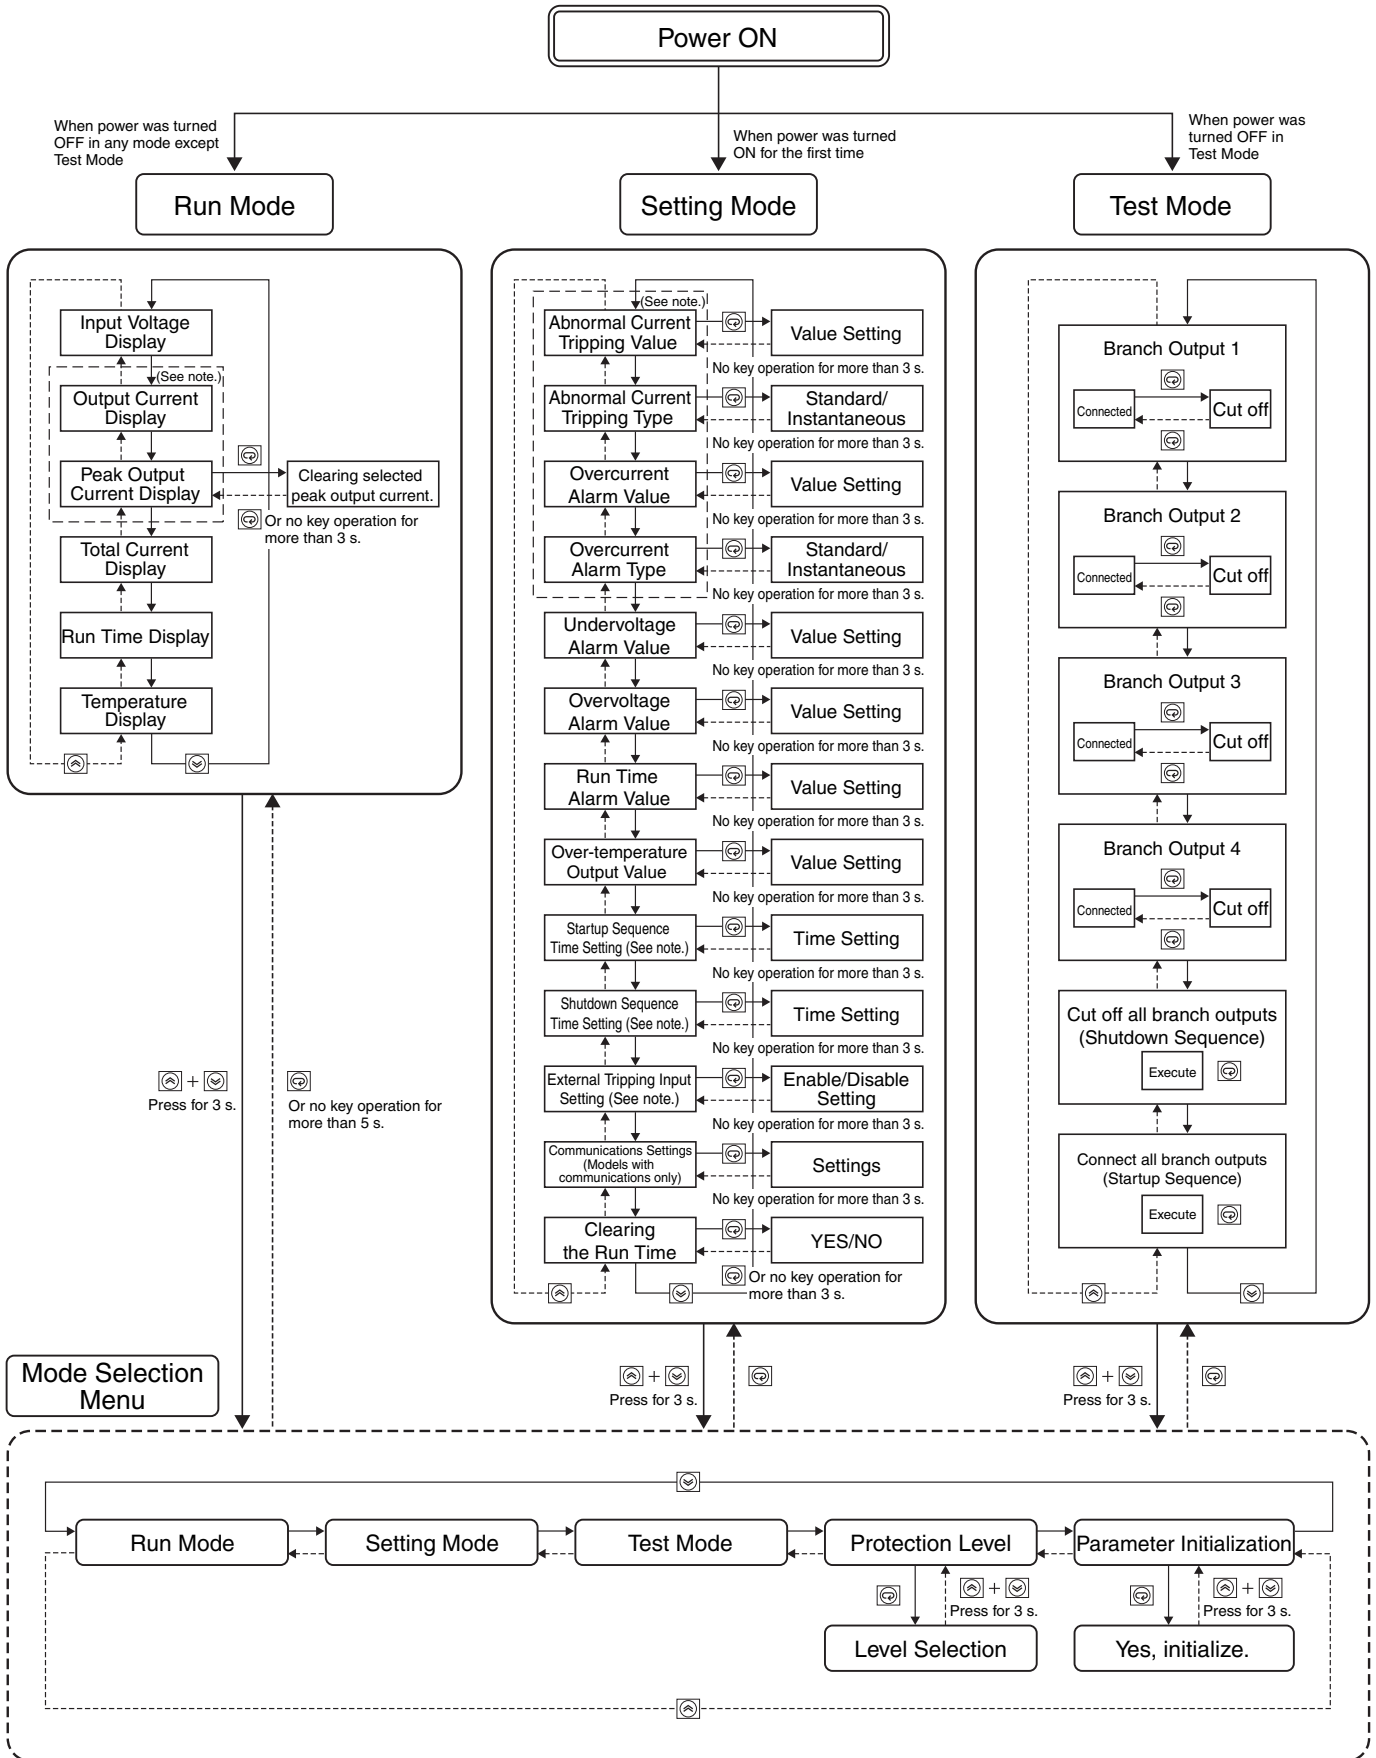 Power ON
When power was turned
OFF in any mode except
Test Mode
When power was turned
ON for the first time
When power was
turned OFF in
Test Mode
Run Mode
Setting Mode
Test Mode
Input Voltage
Display
(See note.)
Output Current
Display
Peak Output
Current Display
Clearing selected
peak output current.
Or no key operation for
more than 3 s.
Total Current
Display
Run Time Display
Temperature
Display
(See note.)
Abnormal Current
Tripping Value
Value Setting
No key operation for more than 3 s.
Abnormal Current
Tripping Type
Standard/
Instantaneous
No key operation for more than 3 s.
Overcurrent
Alarm Value
Value Setting
No key operation for more than 3 s.
Overcurrent
Alarm Type
Standard/
Instantaneous
No key operation for more than 3 s.
Undervoltage
Alarm Value
Value Setting
No key operation for more than 3 s.
Overvoltage
Alarm Value
Value Setting
No key operation for more than 3 s.
Run Time
Alarm Value
Value Setting
No key operation for more than 3 s.
Over-temperature
Output Value
Value Setting
No key operation for more than 3 s.
Startup Sequence
Time Setting (See note.)
Time Setting
No key operation for more than 3 s.
Shutdown Sequence
Time Setting (See note.)
Time Setting
No key operation for more than 3 s.
External Tripping Input
Setting (See note.)
Enable/Disable
Setting
No key operation for more than 3 s.
Communications Settings
(Models with
communications only)
Settings
No key operation for more than 3 s.
Clearing
the Run Time
YES/NO
Or no key operation for
more than 3 s.
Branch Output 1
Connected
Cut off
Branch Output 2
Connected
Cut off
Branch Output 3
Connected
Cut off
Branch Output 4
Connected
Cut off
Cut off all branch outputs
(Shutdown Sequence)
Execute
Connect all branch outputs
(Startup Sequence)
Execute
+
Press for 3 s.
Or no key operation for
more than 5 s.
+
Press for 3 s.
+
Press for 3 s.
Mode Selection
Menu
Run Mode
Setting Mode
Test Mode
Protection Level
Parameter Initialization
+
Press for 3 s.
+
Press for 3 s.
Level Selection
Yes, initialize.